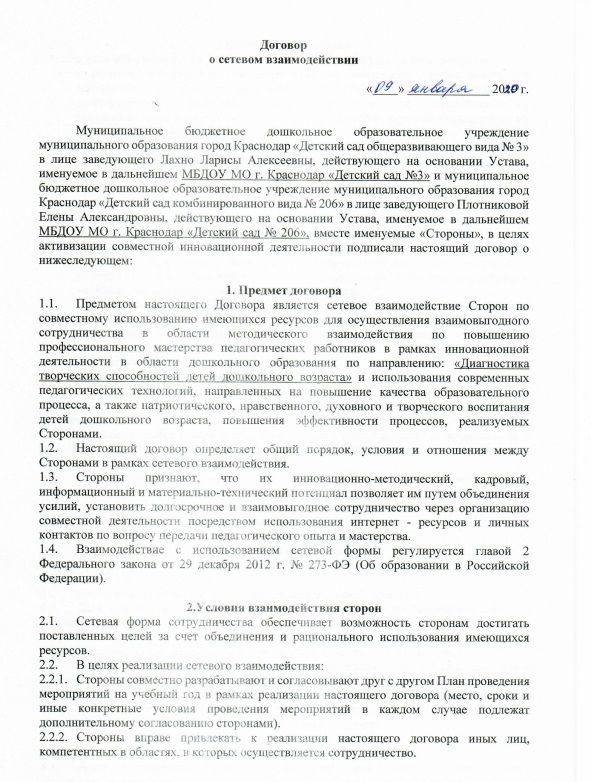 Договор
о сетевом взаимодействии
«09» января 2020 г.
Муниципальное бюджетное дошкольное образовательное учреждение
муниципального образования город Краснодар «Детский сад общеразвивающего вида № 3»
в лице заведующего Лахно Ларисы Алексеевны, действующего на основании Устава,
именуемое в дальнейшем МБДОУ МО г. Краснодар «Детский сад №3» и муниципальное
бюджетное дошкольное образовательное учреждение муниципального образования город
Краснодар «Детский сад комбинированного вида № 206» в лице заведующего Плотниковой
Елены Александровны, действующего на основании Устава, именуемое в дальнейшем
МБДОУ МО г. Краснодар «Детский сад № 206», вместе именуемые «Стороны», в целях
активизации совместной инновационной деятельности подписали настоящий договор о
нижеследующем:
1. Предмет договора
1.1. Предметом настоящего Договора является сетевое взаимодействие Сторон по
совместному использованию имеющихся ресурсов для осуществления взаимовыгодного
сотрудничества в области методического взаимодействия по повышению
профессионального мастерства педагогических работников в рамках инновационной
деятельности в области дошкольного образования по направлению: «Диагностика
творческих способностей детей дошкольного возраста» и использования современных
педагогических технологий, направленных на повышение качества образовательного
процесса, а также патриотического, нравственного, духовного и творческого воспитания
детей дошкольного возраста, повышения эффективности процессов, реализуемых
Сторонами.
1.2. Настоящий договор определяет общий порядок, условия и отношения между
Сторонами в рамках сетевого взаимодействия.
1.3. Стороны признают, что их инновационно-методический, кадровый,
информационный и материально-технический потенциал позволяет им путем объединения
усилий, установить долгосрочное и взаимовыгодное сотрудничество через организацию
совместной деятельности посредством использования интернет - ресурсов и личных
контактов по вопросу передачи педагогического опыта и мастерства.
1.4. Взаимодействие с использованием сетевой формы регулируется главой 2
Федерального закона от 29 декабря 2012 г. № 273-ФЭ (Об образовании в Российской
Федерации).
2.Условия взаимодействия сторон
2.1. Сетевая форма сотрудничества обеспечивает возможность сторонам достигать
поставленных целей за счет объединения и рационального использования имеющихся
ресурсов.
2.2. В целях реализации сетевого взаимодействия:
2.2.1. Стороны совместно разрабатывают и согласовывают друг с другом План проведения
мероприятий на учебный год в рамках реализации настоящего договора (место, сроки и
иные конкретные условия проведения мероприятий в каждом случае подлежат
дополнительному согласованию сторонами).
2.2.2. Стороны вправе привлекать к реализации настоящего договора иных лиц,
компетентных в областях, в которых осуществляется сотрудничество.